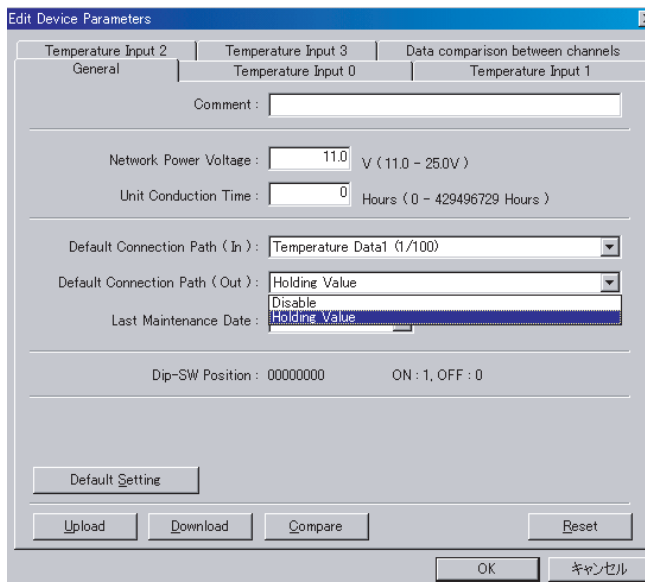 Edit Device Parameters
Temperature Input 2 Temperature Input 3 Data comparison between channels
General Temperature Input 0 Temperature Input 1
Comment :
Network Power Voltage : 11.0 V ( 11.0 - 25.0V )
Unit Conduction Time : 0 Hours ( 0 - 429496729 Hours )
Default Connection Path ( In ) : Temperature Data1 (1/100)
Default Connection Path ( Out ) : Holding Value
Disable
Last Maintenance Date : Holding Value
Dip-SW Position : 00000000 ON : 1, OFF : 0
Default Setting
Upload Download Compare Reset
OK キャンセル